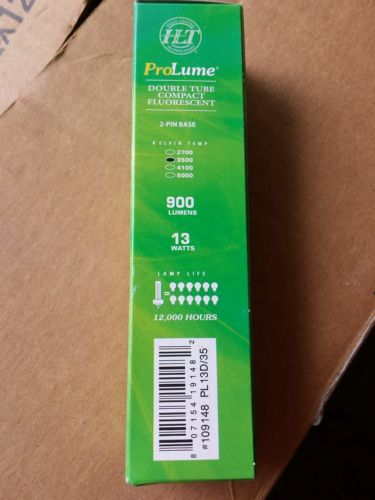 HLT
ProLume®
DOUBLE TUBE
COMPACT
FLUORESCENT
2-PIN BASE
KELVIN TEMP
2700
3500
4100
5000
900
LUMENS
13
WATTS
LAMP LIFE
=
12,000 HOURS
8 07154 19148 2
#109148 PL13D/35